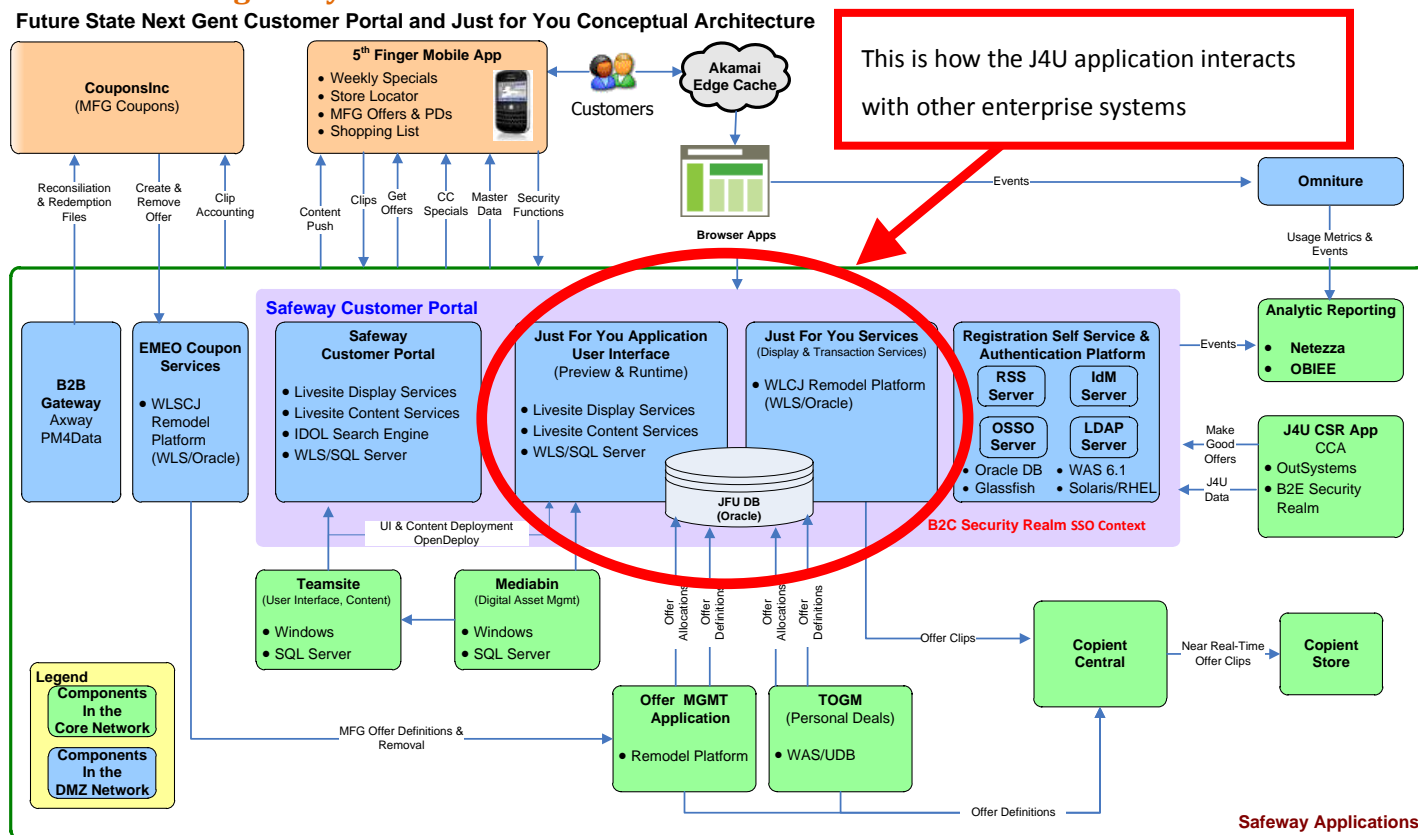 Future State Next Gent Customer Portal and Just for You Conceptual Architecture
This is how the J4U application interacts
with other enterprise systems
CouponsInc
(MFG Coupons)
5th Finger Mobile App
• Weekly Specials
• Store Locator
• MFG Offers & PDs
• Shopping List
Customers
Akamai
Edge Cache
Browser Apps
Events
Omniture
Usage Metrics &
Events
Reconsiliation
& Redemption
Files
Create &
Remove
Offer
Clip
Accounting
Content
Push
Clips
Get
Offers
CC
Specials
Master
Data
Security
Functions
Safeway Customer Portal
B2B
Gateway
Axway
PM4Data
EMEO Coupon
Services
• WLSCJ
Remodel
Platform
(WLS/Oracle)
Safeway
Customer Portal
• Livesite Display Services
• Livesite Content Services
• IDOL Search Engine
• WLS/SQL Server
Just For You Application
User Interface
(Preview & Runtime)
• Livesite Display Services
• Livesite Content Services
• WLS/SQL Server
Just For You Services
(Display & Transaction Services)
• WLCJ Remodel Platform
(WLS/Oracle)
JFU DB
(Oracle)
Registration Self Service &
Authentication Platform
RSS
Server
IdM
Server
OSSO
Server
LDAP
Server
• Oracle DB
• WAS 6.1
• Glassfish
• Solaris/RHEL
B2C Security Realm SSO Context
Events
Analytic Reporting
• Netezza
• OBIEE
Make
Good
Offers
J4U
Data
J4U CSR App
CCA
• OutSystems
• B2E Security
Realm
UI & Content Deployment
OpenDeploy
Teamsite
(User Interface, Content)
• Windows
• SQL Server
Mediabin
(Digital Asset Mgmt)
• Windows
• SQL Server
Offer
Allocations
Offer
Definitions
Offer
Allocations
Offer
Definitions
Offer Clips
Copient
Central
Near Real-Time
Offer Clips
Copient
Store
Legend
Components
In the
Core Network
Components
In the
DMZ Network
MFG Offer Definitions &
Removal
Offer MGMT
Application
• Remodel Platform
TOGM
(Personal Deals)
• WAS/UDB
Offer Definitions
Safeway Applications